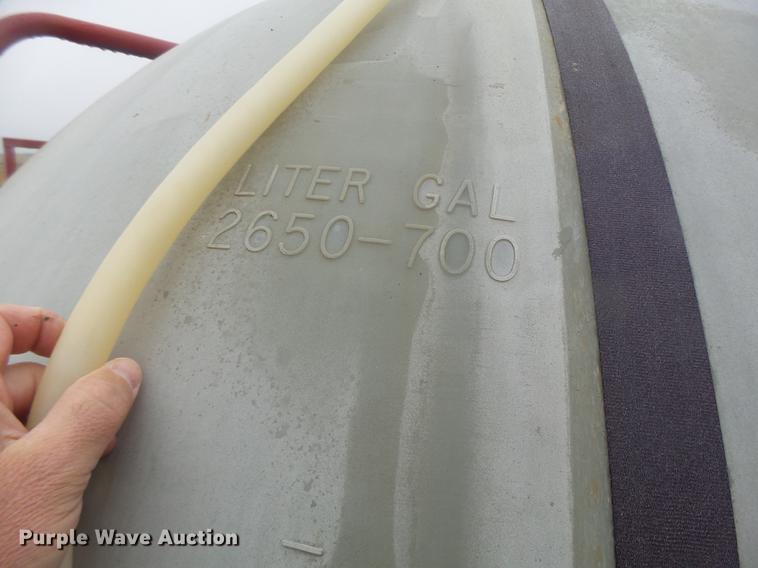 LITER GAL
2650-700
Purple Wave Auction